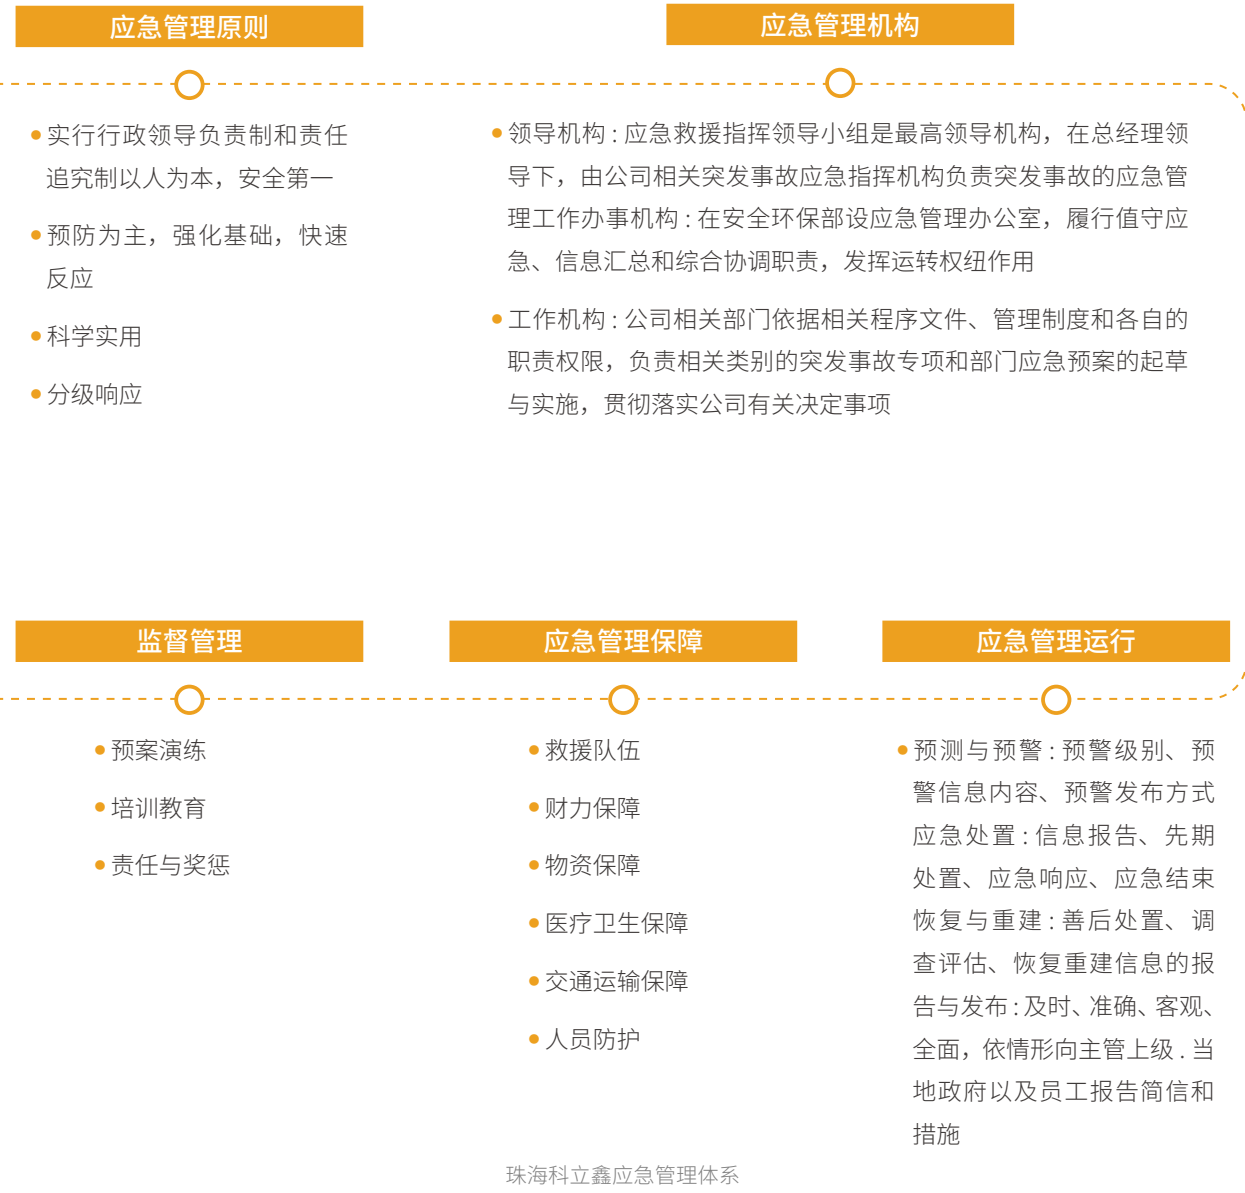 应急管理原则
实行行政领导负责制和责任
追究制以人为本，安全第一
预防为主，强化基础，快速
反应
科学实用
分级响应
应急管理机构
领导机构：应急救援指挥领导小组是最高领导机构，在总经理领
导下，由公司相关突发事故应急指挥机构负责突发事故的应急管
理工作办事机构：在安全环保部设应急管理办公室，履行值守应
急、信息汇总和综合协调职责，发挥运转权纽作用
工作机构：公司相关部门依据相关程序文件、管理制度和各自的
职责权限，负责相关类别的突发事故专项和部门应急预案的起草
与实施，贯彻落实公司有关决定事项
监督管理
预案演练
培训教育
责任与奖惩
应急管理保障
救援队伍
财力保障
物资保障
医疗卫生保障
交通运输保障
人员防护
应急管理运行
预测与预警：预警级别、预
警信息内容、预警发布方式
应急处置：信息报告、先期
处置、应急响应、应急结束
恢复与重建：善后处置、调
查评估、恢复重建信息的报
告与发布：及时、准确、客观、
全面，依情形向主管上级．当
地政府以及员工报告简信和
措施
珠海科立鑫应急管理体系